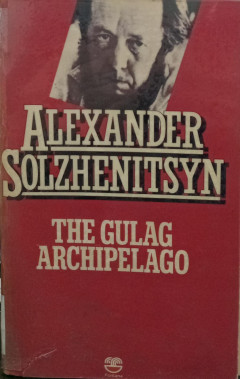 ALEXANDER
SOLZHENITSYN
THE GULAG
ARCHIPELAGO